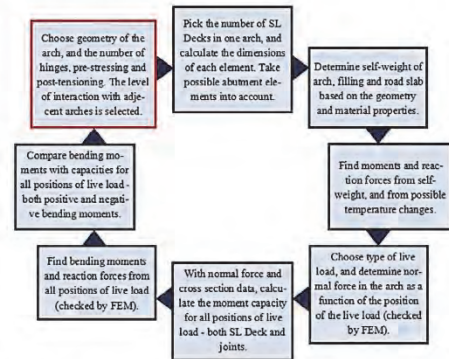 Choose geometry of the
arch, and the number of
hinges, pre-stressing and
post-tensioning. The level
of interaction with
adjecent arches is selected.
Pick the number of SL
Decks in one arch, and
calculate the dimensions
of each element. Take
possible abutment ele-
ments into account.
Determine self-weight of
arch, filling and road slab
based on the geometry
and material properties.
Find moments and reac-
tion forces from self-
weight, and from possible
temperature changes.
Choose type of live
load, and determine nor-
mal force in the arch as a
function of the position
of the live load (checked
by FEM).
With normal force and
cross section data, calcu-
late the moment capacity
for all positions of live
load - both SL Deck and
joints.
Find bending moments
and reaction forces from
all positions of live load
(checked by FEM).
Compare bending mo-
ments with capacities for
all positions of live load -
both positive and nega-
tive bending moments.